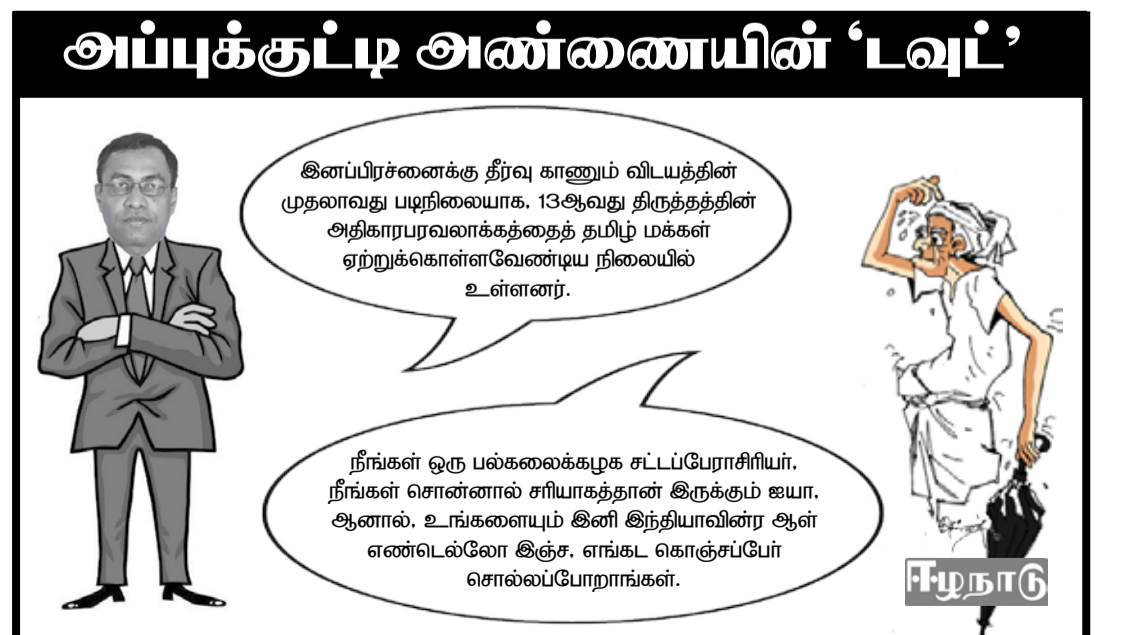 அப்புக்குட்டி அண்ணையின் ‘டவுட்’
இனப்பிரச்னைக்கு தீர்வு காணும் விடயத்தின்
முதலாவது படிநிலையாக, 13ஆவது திருத்தத்தின்
அதிகாரபரவலாக்கத்தைத் தமிழ் மக்கள்
ஏற்றுக்கொள்ளவேண்டிய நிலையில்
உள்ளனர்.
நீங்கள் ஒரு பல்கலைக்கழக சட்டப்பேராசிரியர்,
நீங்கள் சொன்னால் சரியாகத்தான் இருக்கும் ஐயா,
ஆனால், உங்களையும் இனி இந்தியாவின்ர ஆள்
எண்டெல்லோ இஞ்ச, எங்கட கொஞ்சப்பேர்
சொல்லப்போறாங்கள்.
ஈழநாடு